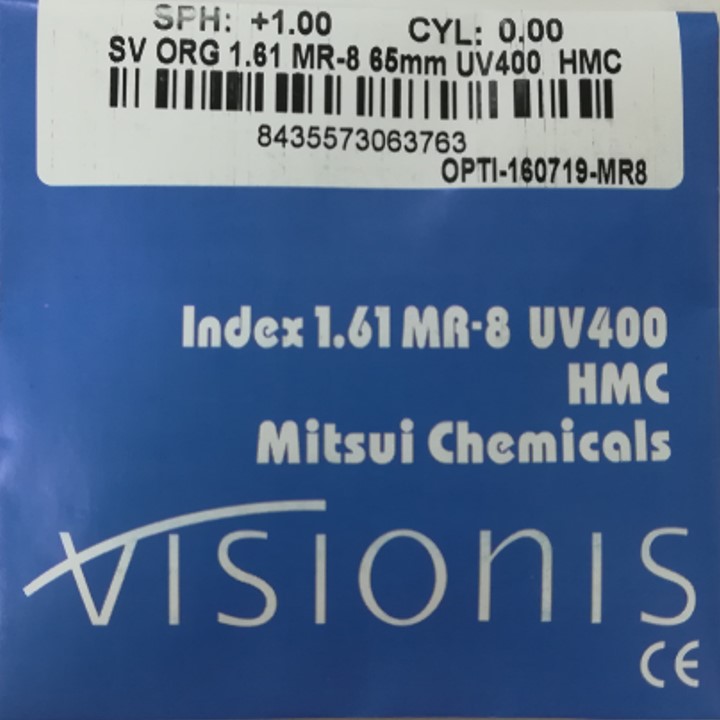 SPH: +1.00 CYL: 0.00
SV ORG 1.61 MR-8 65mm UV400 HMC
8435573063763
OPTI-160719-MR8
Index 1.61 MR-8 UV400
HMC
Mitsui Chemicals
VISIONIS
CE